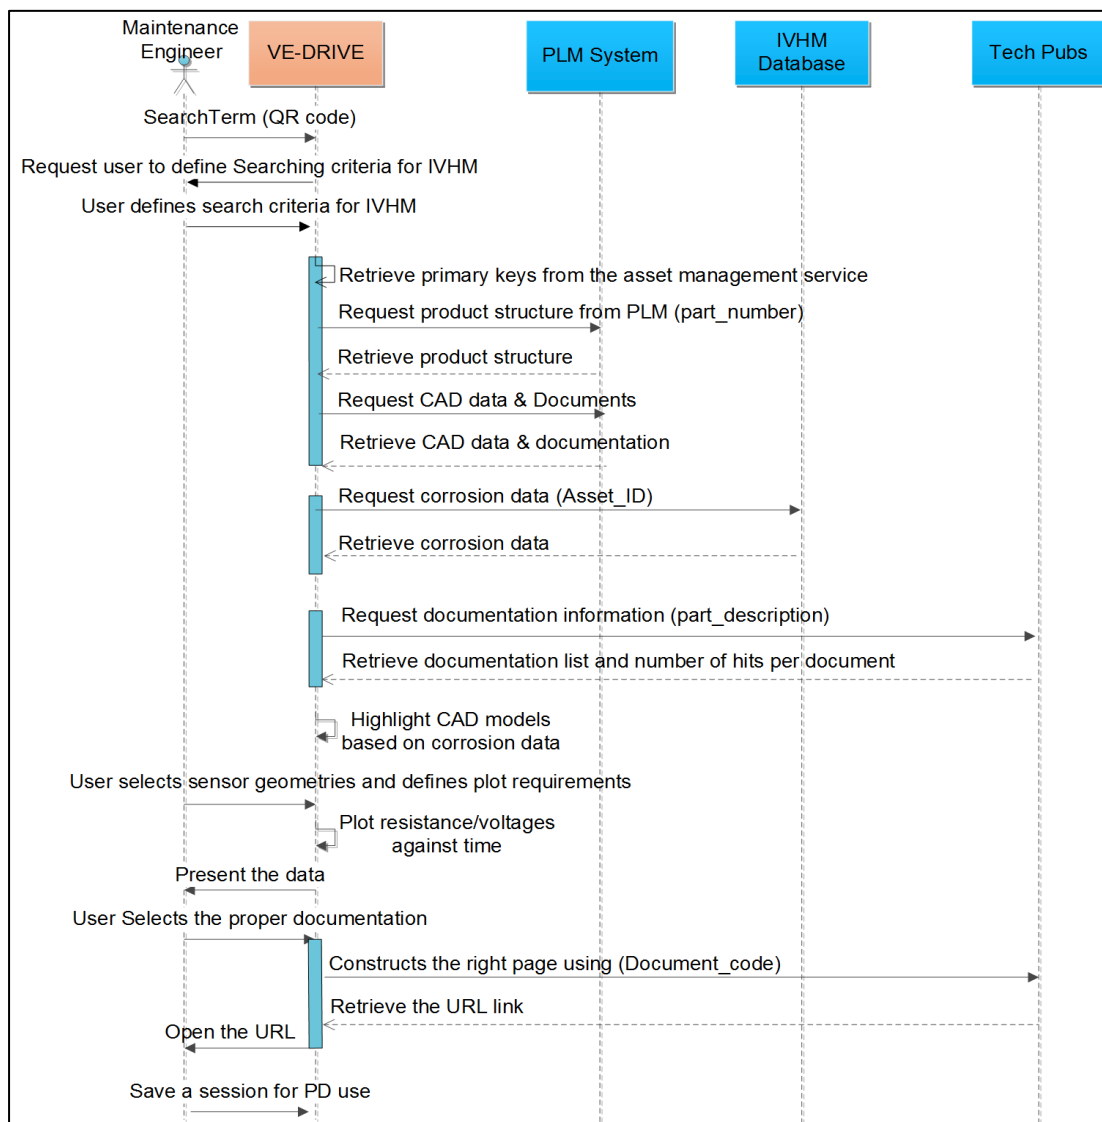 Maintenance
Engineer
VE-DRIVE
PLM System
IVHM
Database
Tech Pubs
SearchTerm (QR code)
Request user to define Searching criteria for IVHM
User defines search criteria for IVHM
Retrieve primary keys from the asset management service
Request product structure from PLM (part_number)
Retrieve product structure
Request CAD data & Documents
Retrieve CAD data & documentation
Request corrosion data (Asset_ID)
Retrieve corrosion data
Request documentation information (part_description)
Retrieve documentation list and number of hits per document
Highlight CAD models
based on corrosion data
User selects sensor geometries and defines plot requirements
Plot resistance/voltages
against time
Present the data
User Selects the proper documentation
Constructs the right page using (Document_code)
Retrieve the URL link
Open the URL
Save a session for PD use